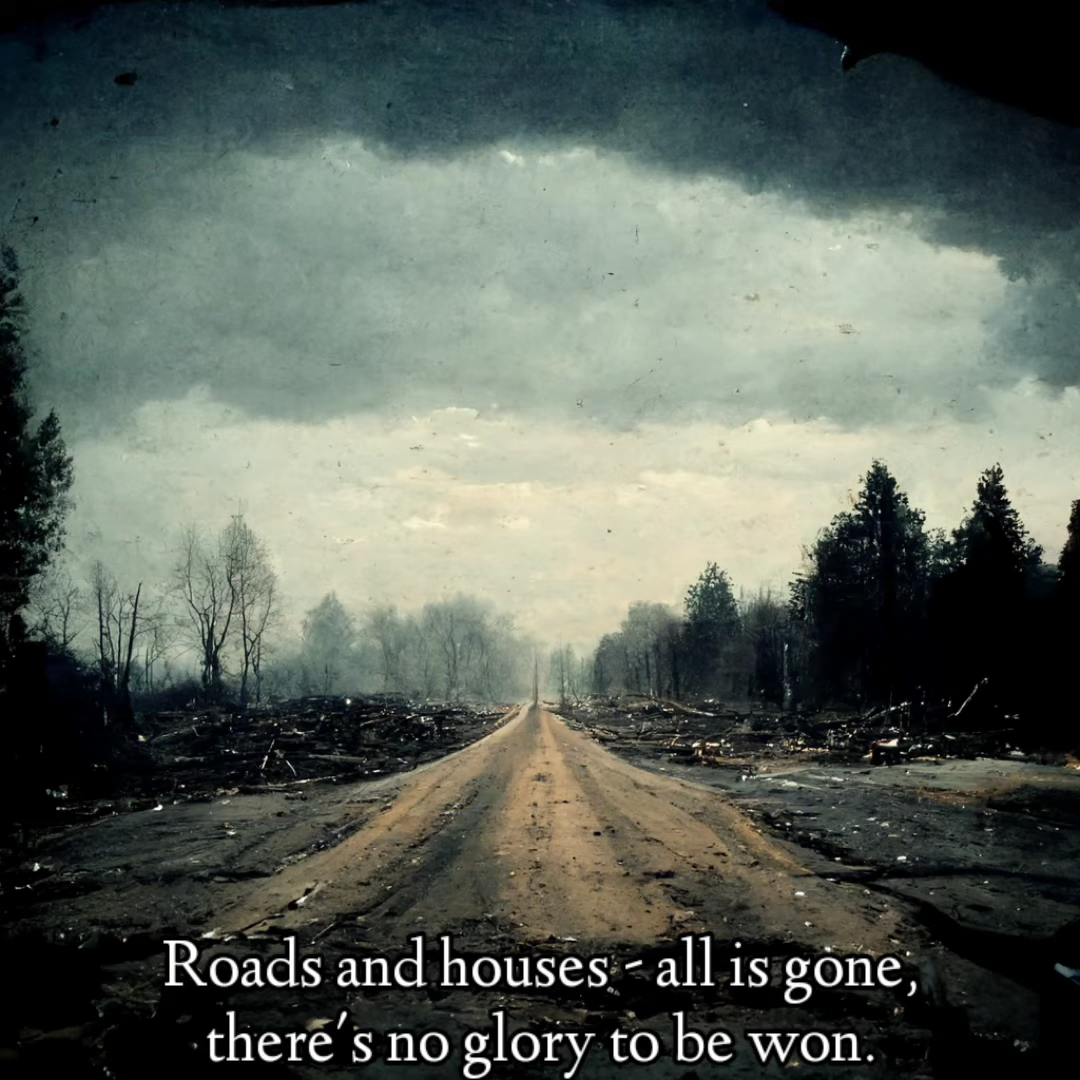 Roads and houses - all is gone,
there's no glory to be won.